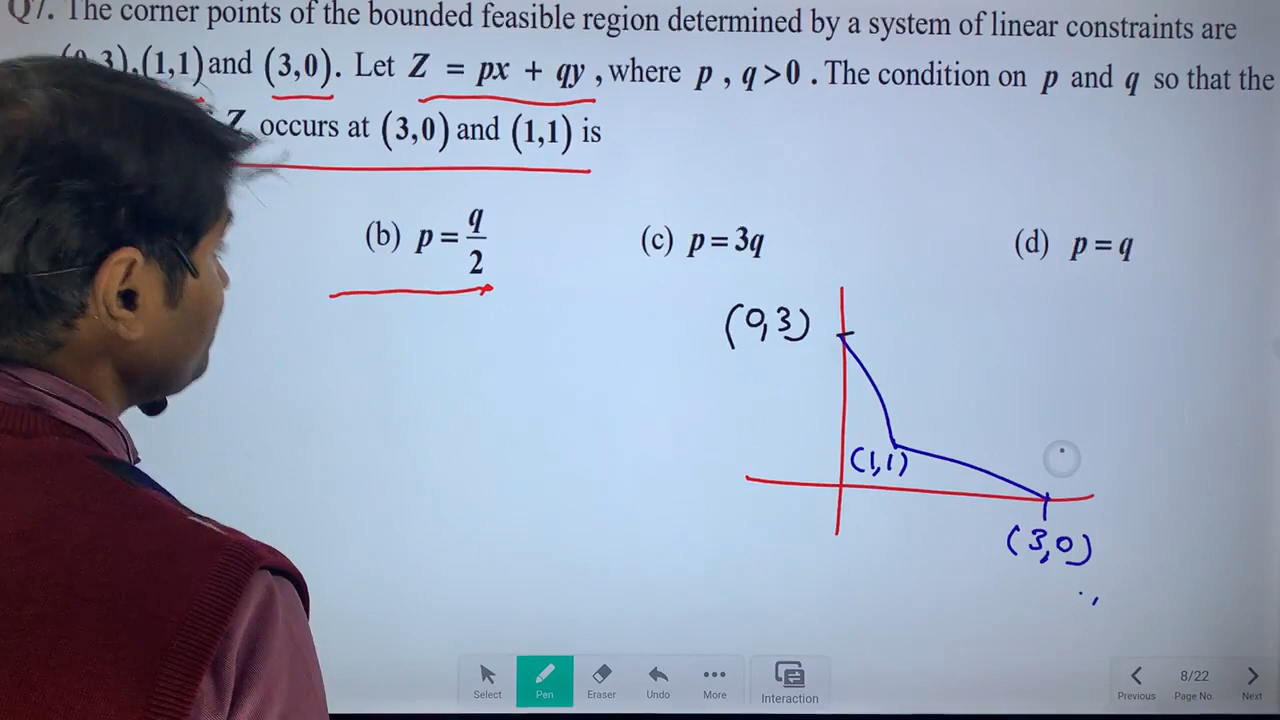 Q7. The corner points of the bounded feasible region determined by a system of linear constraints are
(0,3),(1,1) and (3,0). Let Z = px + qy, where p, q>0. The condition on p and q so that the
Z occurs at (3,0) and (1,1) is
(b) p = q/2 (c) p = 3q (d) p = q
(0,3)
(1,1)
(3,0)
Select Pen Eraser Undo More Interaction Previous 8/22 Page No. Next